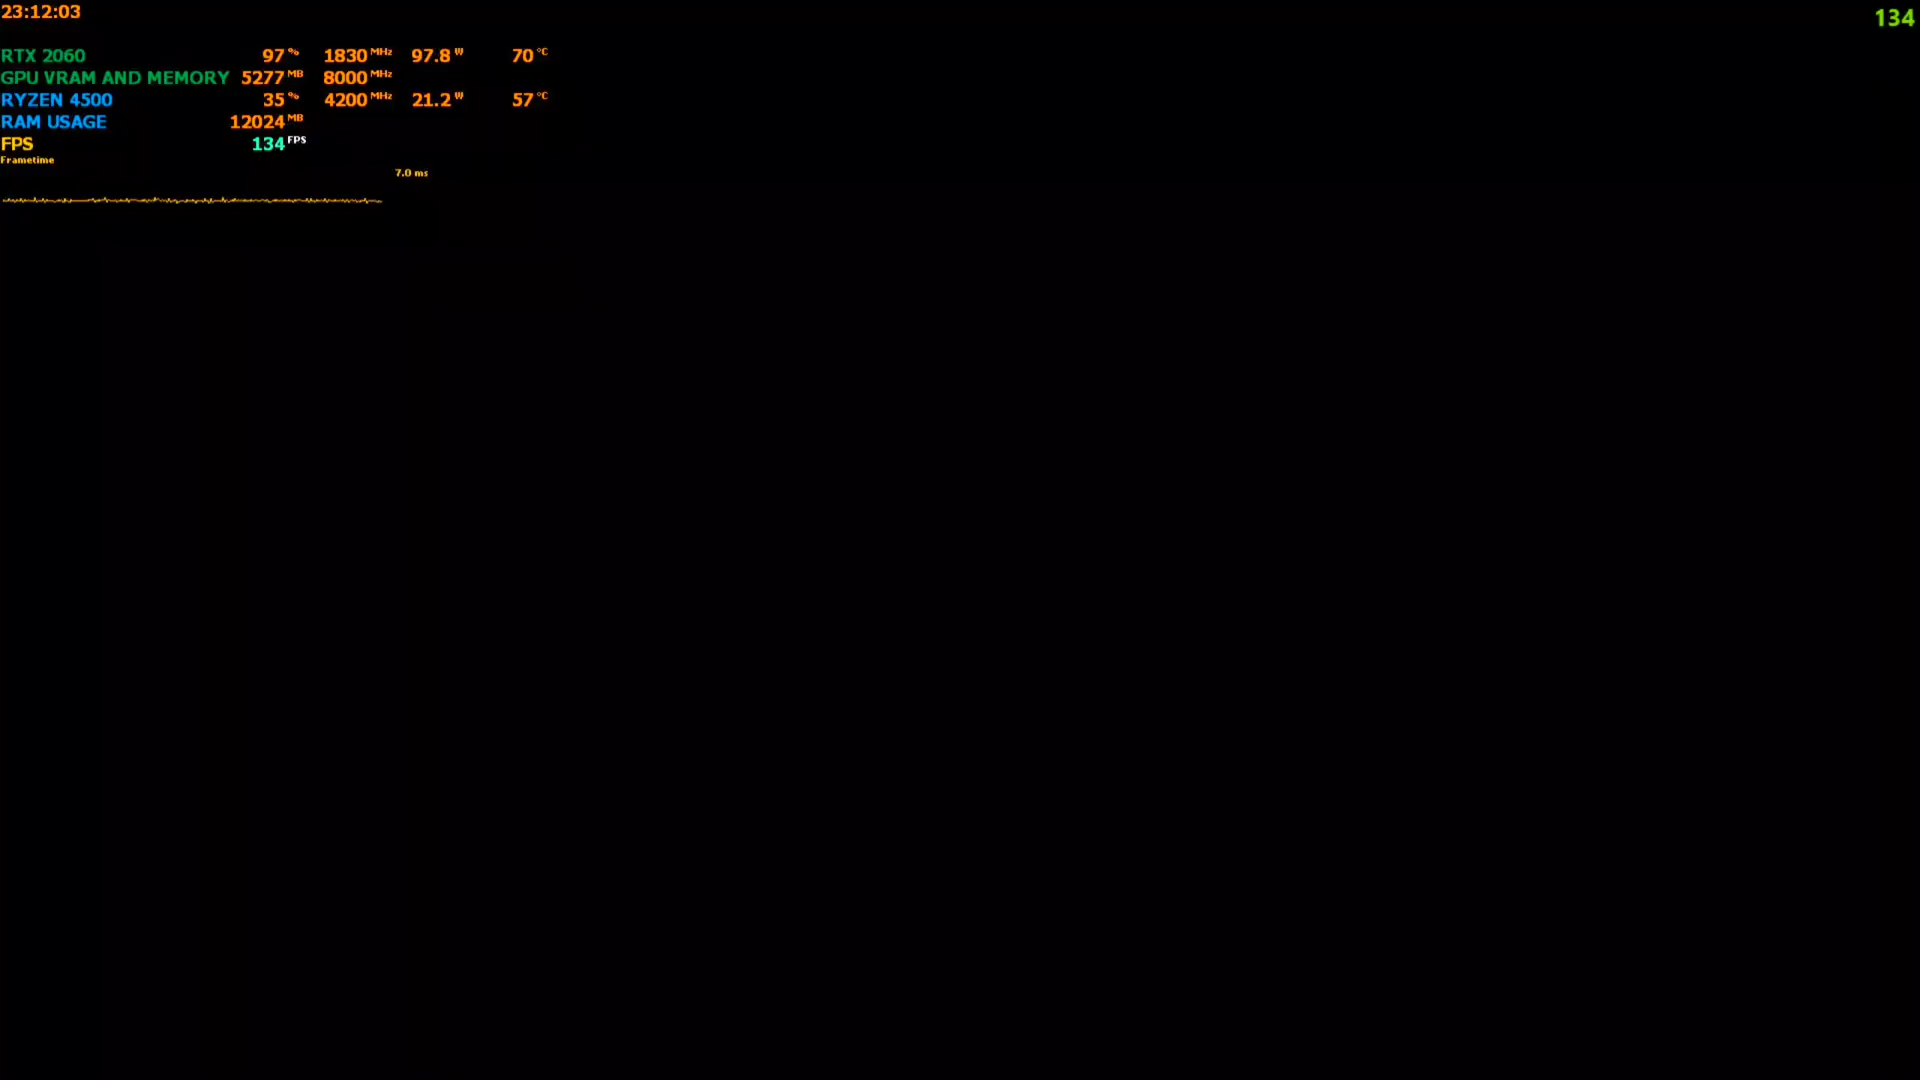 23:12:03
134
RTX 2060 97 % 1830 MHz 97.8 W 70 °C
GPU VRAM AND MEMORY 5277 MB 8000 MHz
RYZEN 4500 35 % 4200 MHz 21.2 W 57 °C
RAM USAGE 12024 MB
FPS 134 FPS
Frametime
7.0 ms